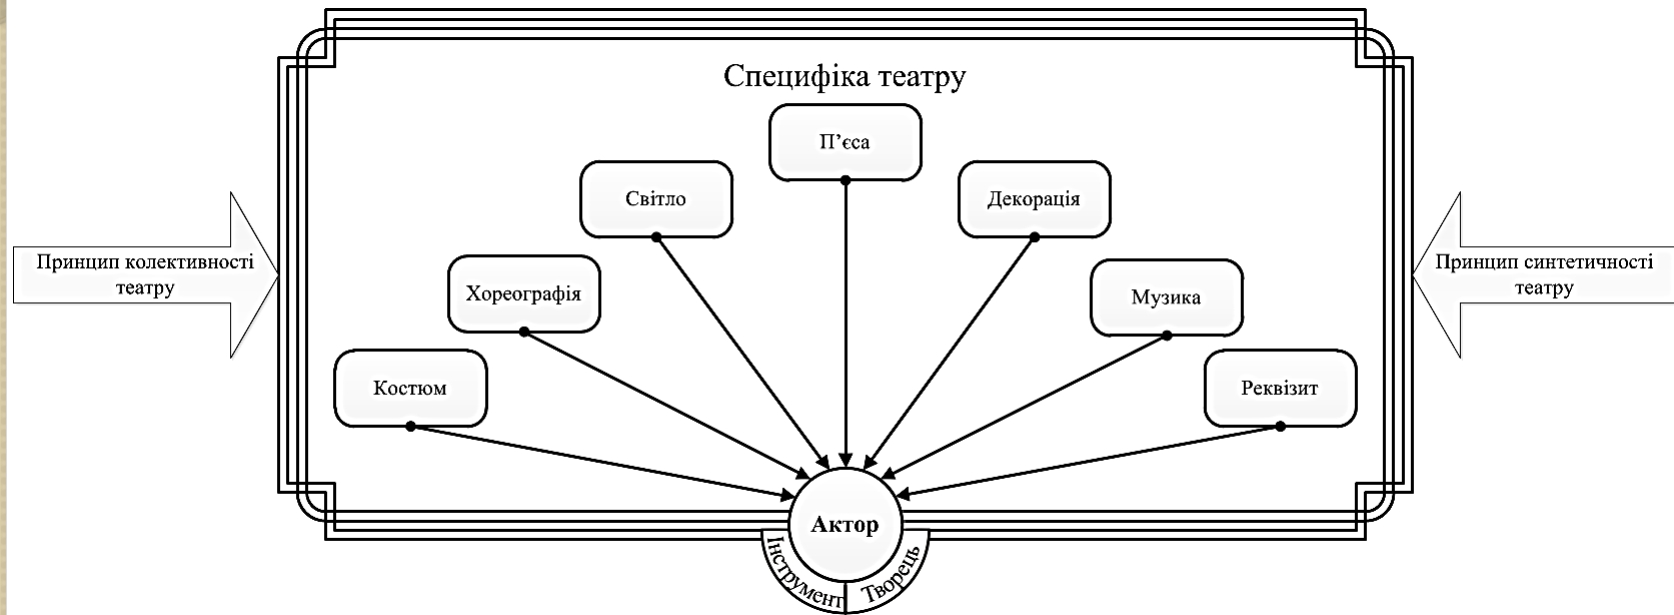 Специфіка театру
П’єса
Світло
Декорація
Принцип колективності
театру
Принцип синтетичності
театру
Хореографія
Музика
Костюм
Реквізит
Актор
Інструмент
Творець